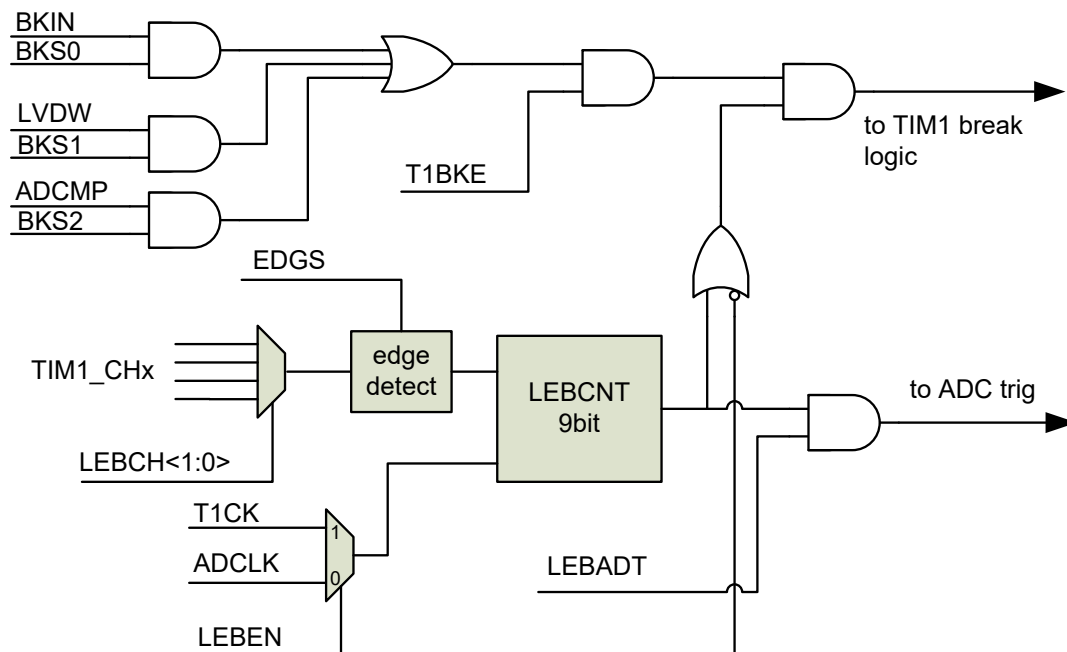 BKIN
BKS0
LVDW
BKS1
ADCMP
BKS2
T1BKE
to TIM1 break
logic
EDGS
TIM1_CHx
edge
detect
LEBCNT
9bit
to ADC trig
LEBCH<1:0>
T1CK
1
ADCLK
0
LEBADT
LEBEN